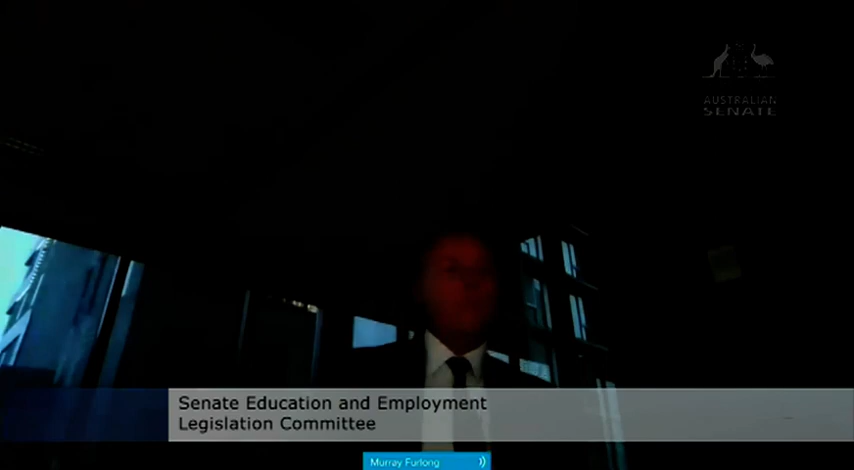 AUSTRALIAN
SENATE
Senate Education and Employment
Legislation Committee
Murray Furlong